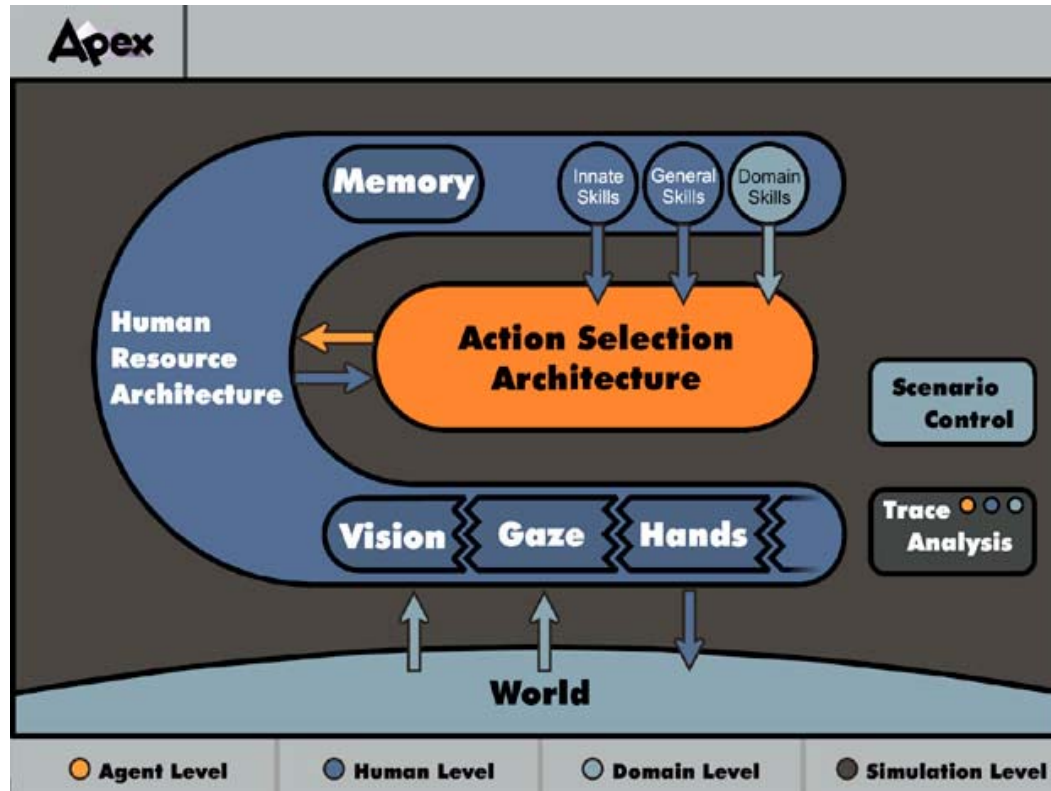 Apex
Memory
Innate
Skills
General
Skills
Domain
Skills
Human
Resource
Architecture
Action Selection
Architecture
Scenario
Control
Trace
Analysis
Vision
Gaze
Hands
World
Agent Level
Human Level
Domain Level
Simulation Level